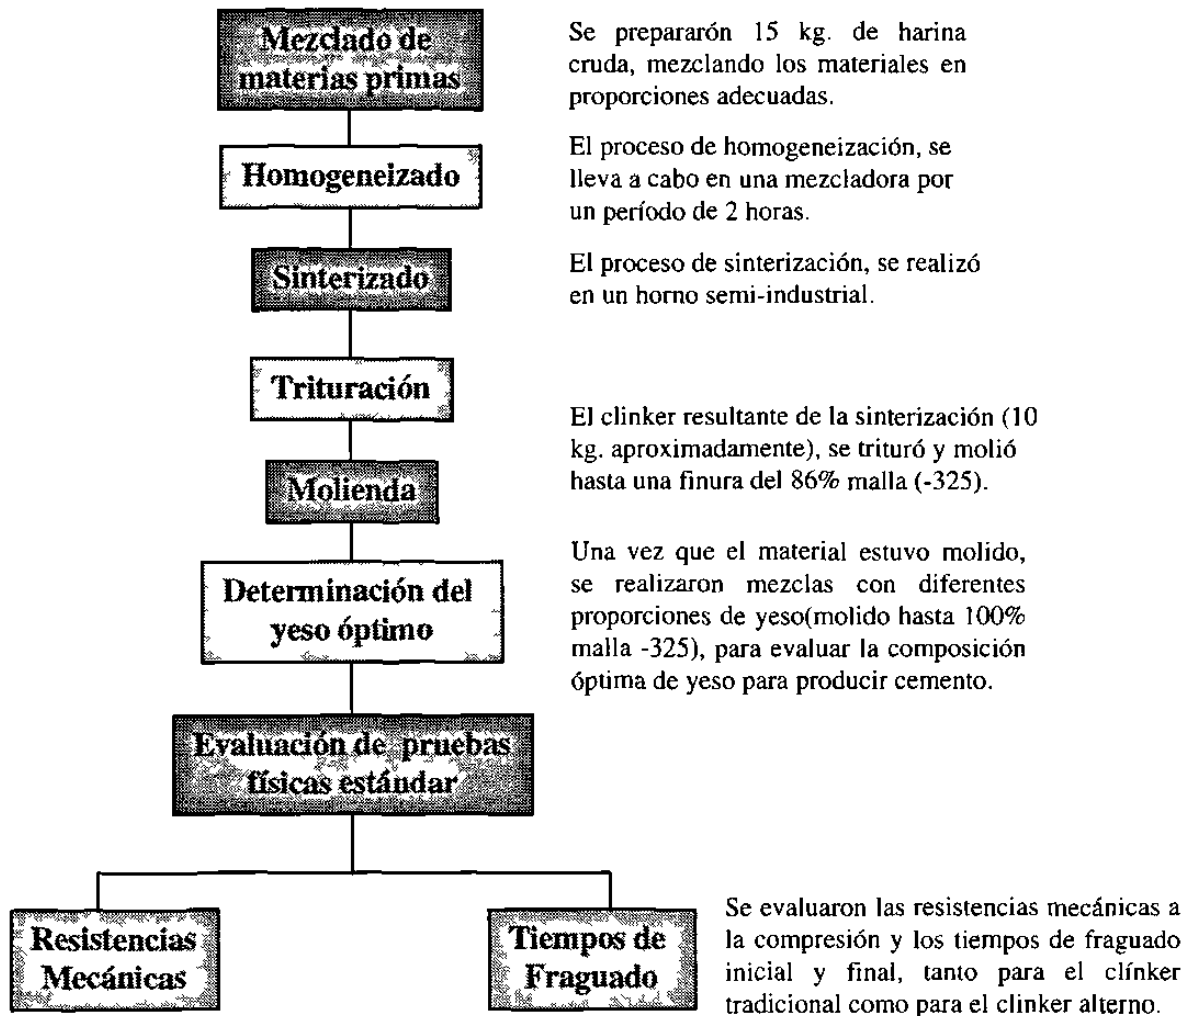 Mezclado de
materias primas
Se prepararón 15 kg. de harina
cruda, mezclando los materiales en
proporciones adecuadas.
Homogeneizado
El proceso de homogeneización, se
lleva a cabo en una mezcladora por
un período de 2 horas.
Sinterizado
El proceso de sinterización, se realizó
en un horno semi-industrial.
Trituración
El clinker resultante de la sinterización (10
kg. aproximadamente), se trituró y molió
hasta una finura del 86% malla (-325).
Molienda
Determinación del
yeso óptimo
Una vez que el material estuvo molido,
se realizaron mezclas con diferentes
proporciones de yeso(molido hasta 100%
malla -325), para evaluar la composición
óptima de yeso para producir cemento.
Evaluación de pruebas
físicas estándar
Resistencias
Mecánicas
Tiempos de
Fraguado
Se evaluaron las resistencias mecánicas a
la compresión y los tiempos de fraguado
inicial y final, tanto para el clínker
tradicional como para el clinker alterno.